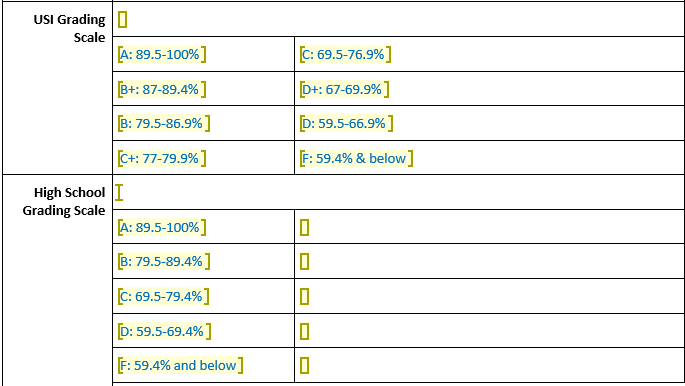 USI Grading
Scale
[A: 89.5-100%] [C: 69.5-76.9%]
[B+: 87-89.4%] [D+: 67-69.9%]
[B: 79.5-86.9%] [D: 59.5-66.9%]
[C+: 77-79.9%] [F: 59.4% & below]
High School
Grading Scale
[A: 89.5-100%]
[B: 79.5-89.4%]
[C: 69.5-79.4%]
[D: 59.5-69.4%]
[F: 59.4% and below]